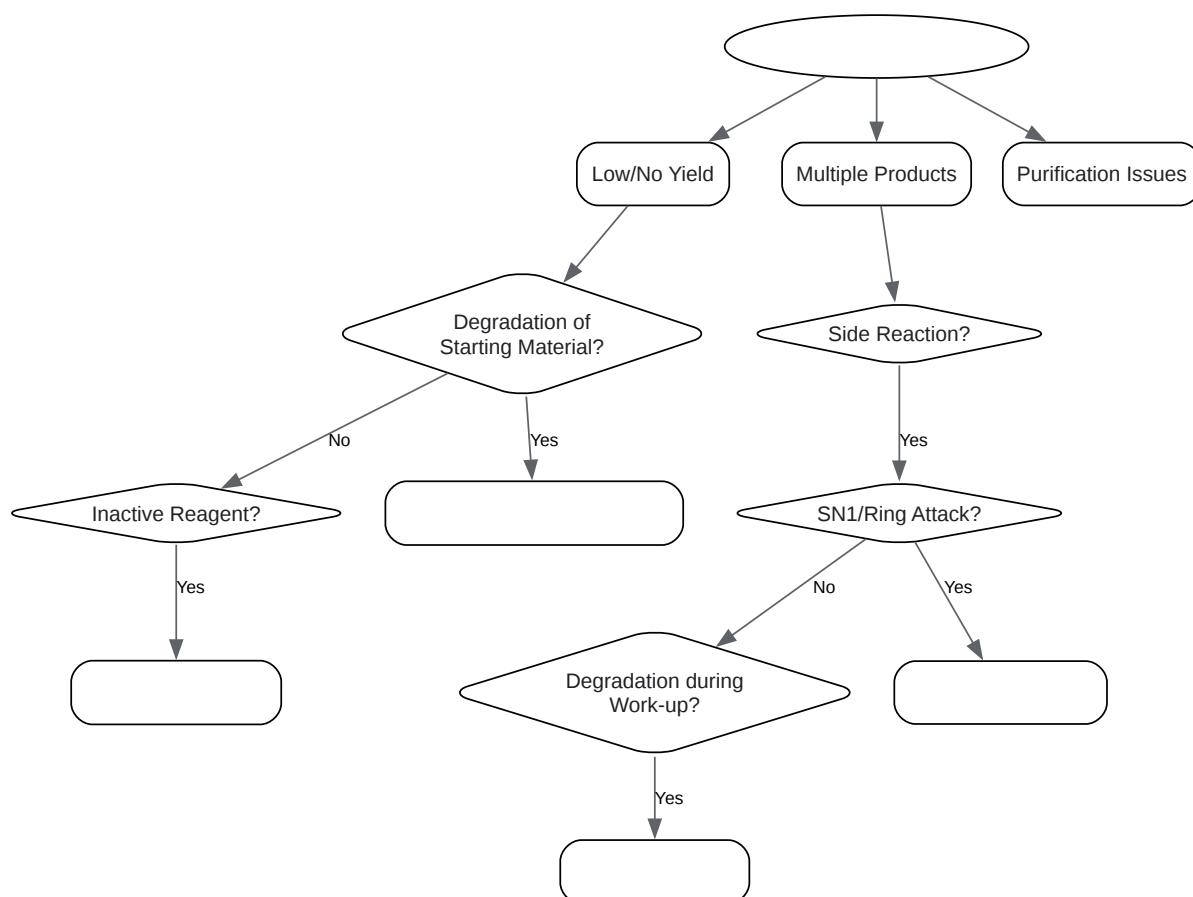 Low/No Yield
Multiple Products
Purification Issues
Degradation of
Starting Material?
Side Reaction?
No
Yes
Yes
Inactive Reagent?
SN1/Ring Attack?
Yes
No
Yes
Degradation during
Work-up?
Yes